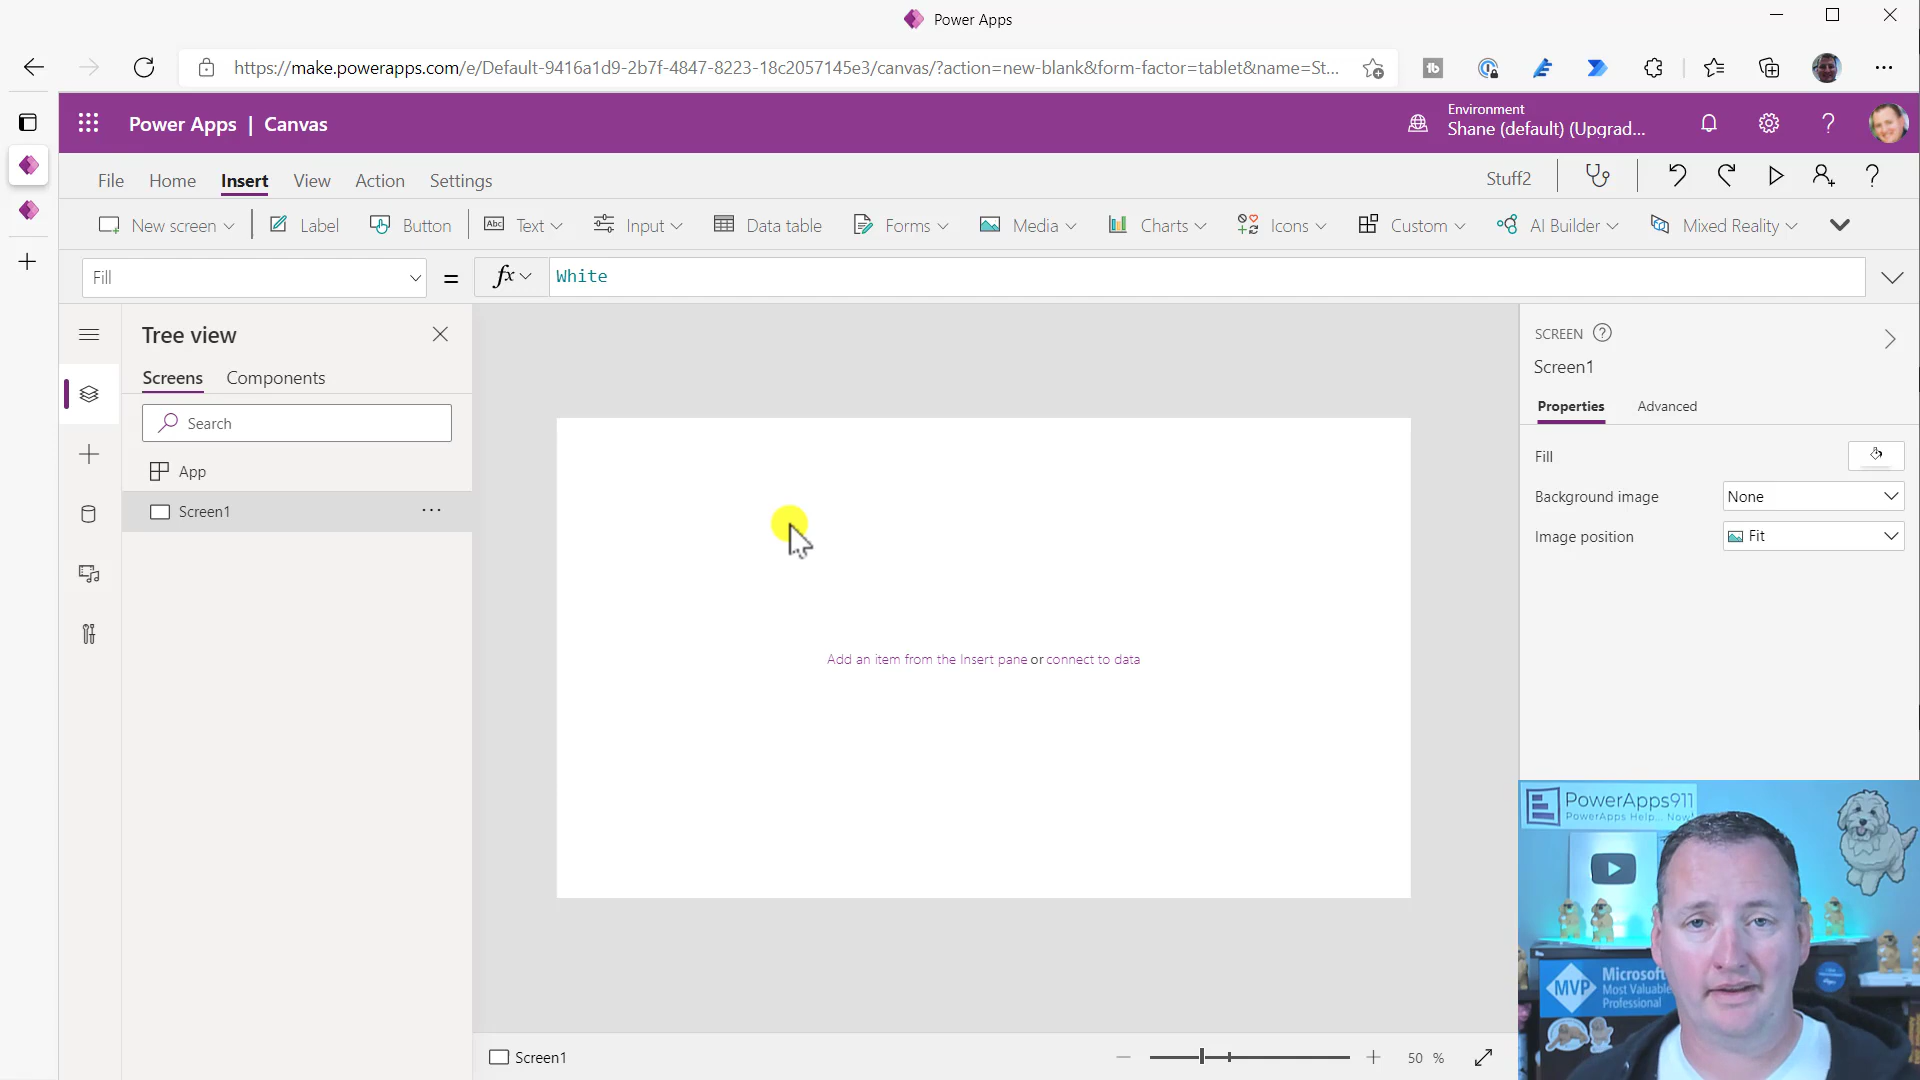 Power Apps
https://make.powerapps.com/e/Default-9416a1d9-2b7f-4847-8223-18c2057145e3/canvas/?action=new-blank&form-factor=tablet&name=St...
Power Apps | Canvas
Environment
Shane (default) (Upgrad...
File Home Insert View Action Settings
Stuff2
New screen Label Button Abc Text Input Data table Forms Media Charts Icons Custom AI Builder Mixed Reality
Fill = fx White
Tree view
Screens Components
Search
App
Screen1 ...
Add an item from the Insert pane or connect to data
SCREEN
Screen1
Properties Advanced
Fill
Background image None
Image position Fit
PowerApps911
PowerApps Help... Now!
MVP
Microsoft
Most Valuable
Professional
Screen1
50 %